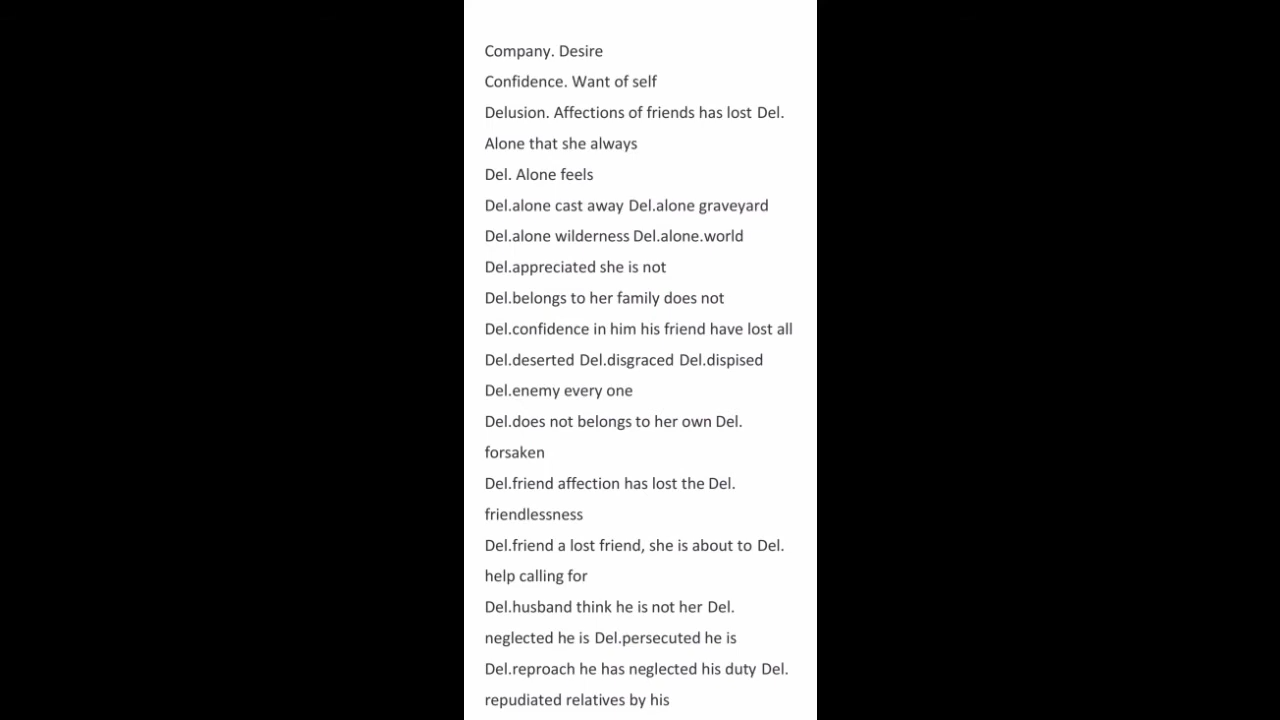 Company. Desire
Confidence. Want of self
Delusion. Affections of friends has lost Del.
Alone that she always
Del. Alone feels
Del.alone cast away Del.alone graveyard
Del.alone wilderness Del.alone.world
Del.appreciated she is not
Del.belongs to her family does not
Del.confidence in him his friend have lost all
Del.deserted Del.disgraced Del.dispised
Del.enemy every one
Del.does not belongs to her own Del.
forsaken
Del.friend affection has lost the Del.
friendlessness
Del.friend a lost friend, she is about to Del.
help calling for
Del.husband think he is not her Del.
neglected he is Del.persecuted he is
Del.reproach he has neglected his duty Del.
repudiated relatives by his